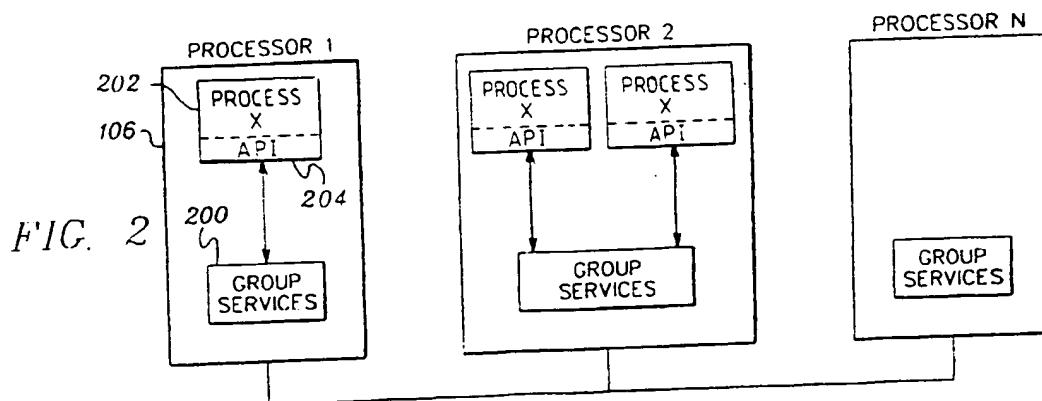 PROCESSOR 1
PROCESSOR 2
PROCESSOR N
202
PROCESS
X
API
PROCESS
X
API
PROCESS
X
API
106
204
FIG. 2
200
GROUP
SERVICES
GROUP
SERVICES
GROUP
SERVICES